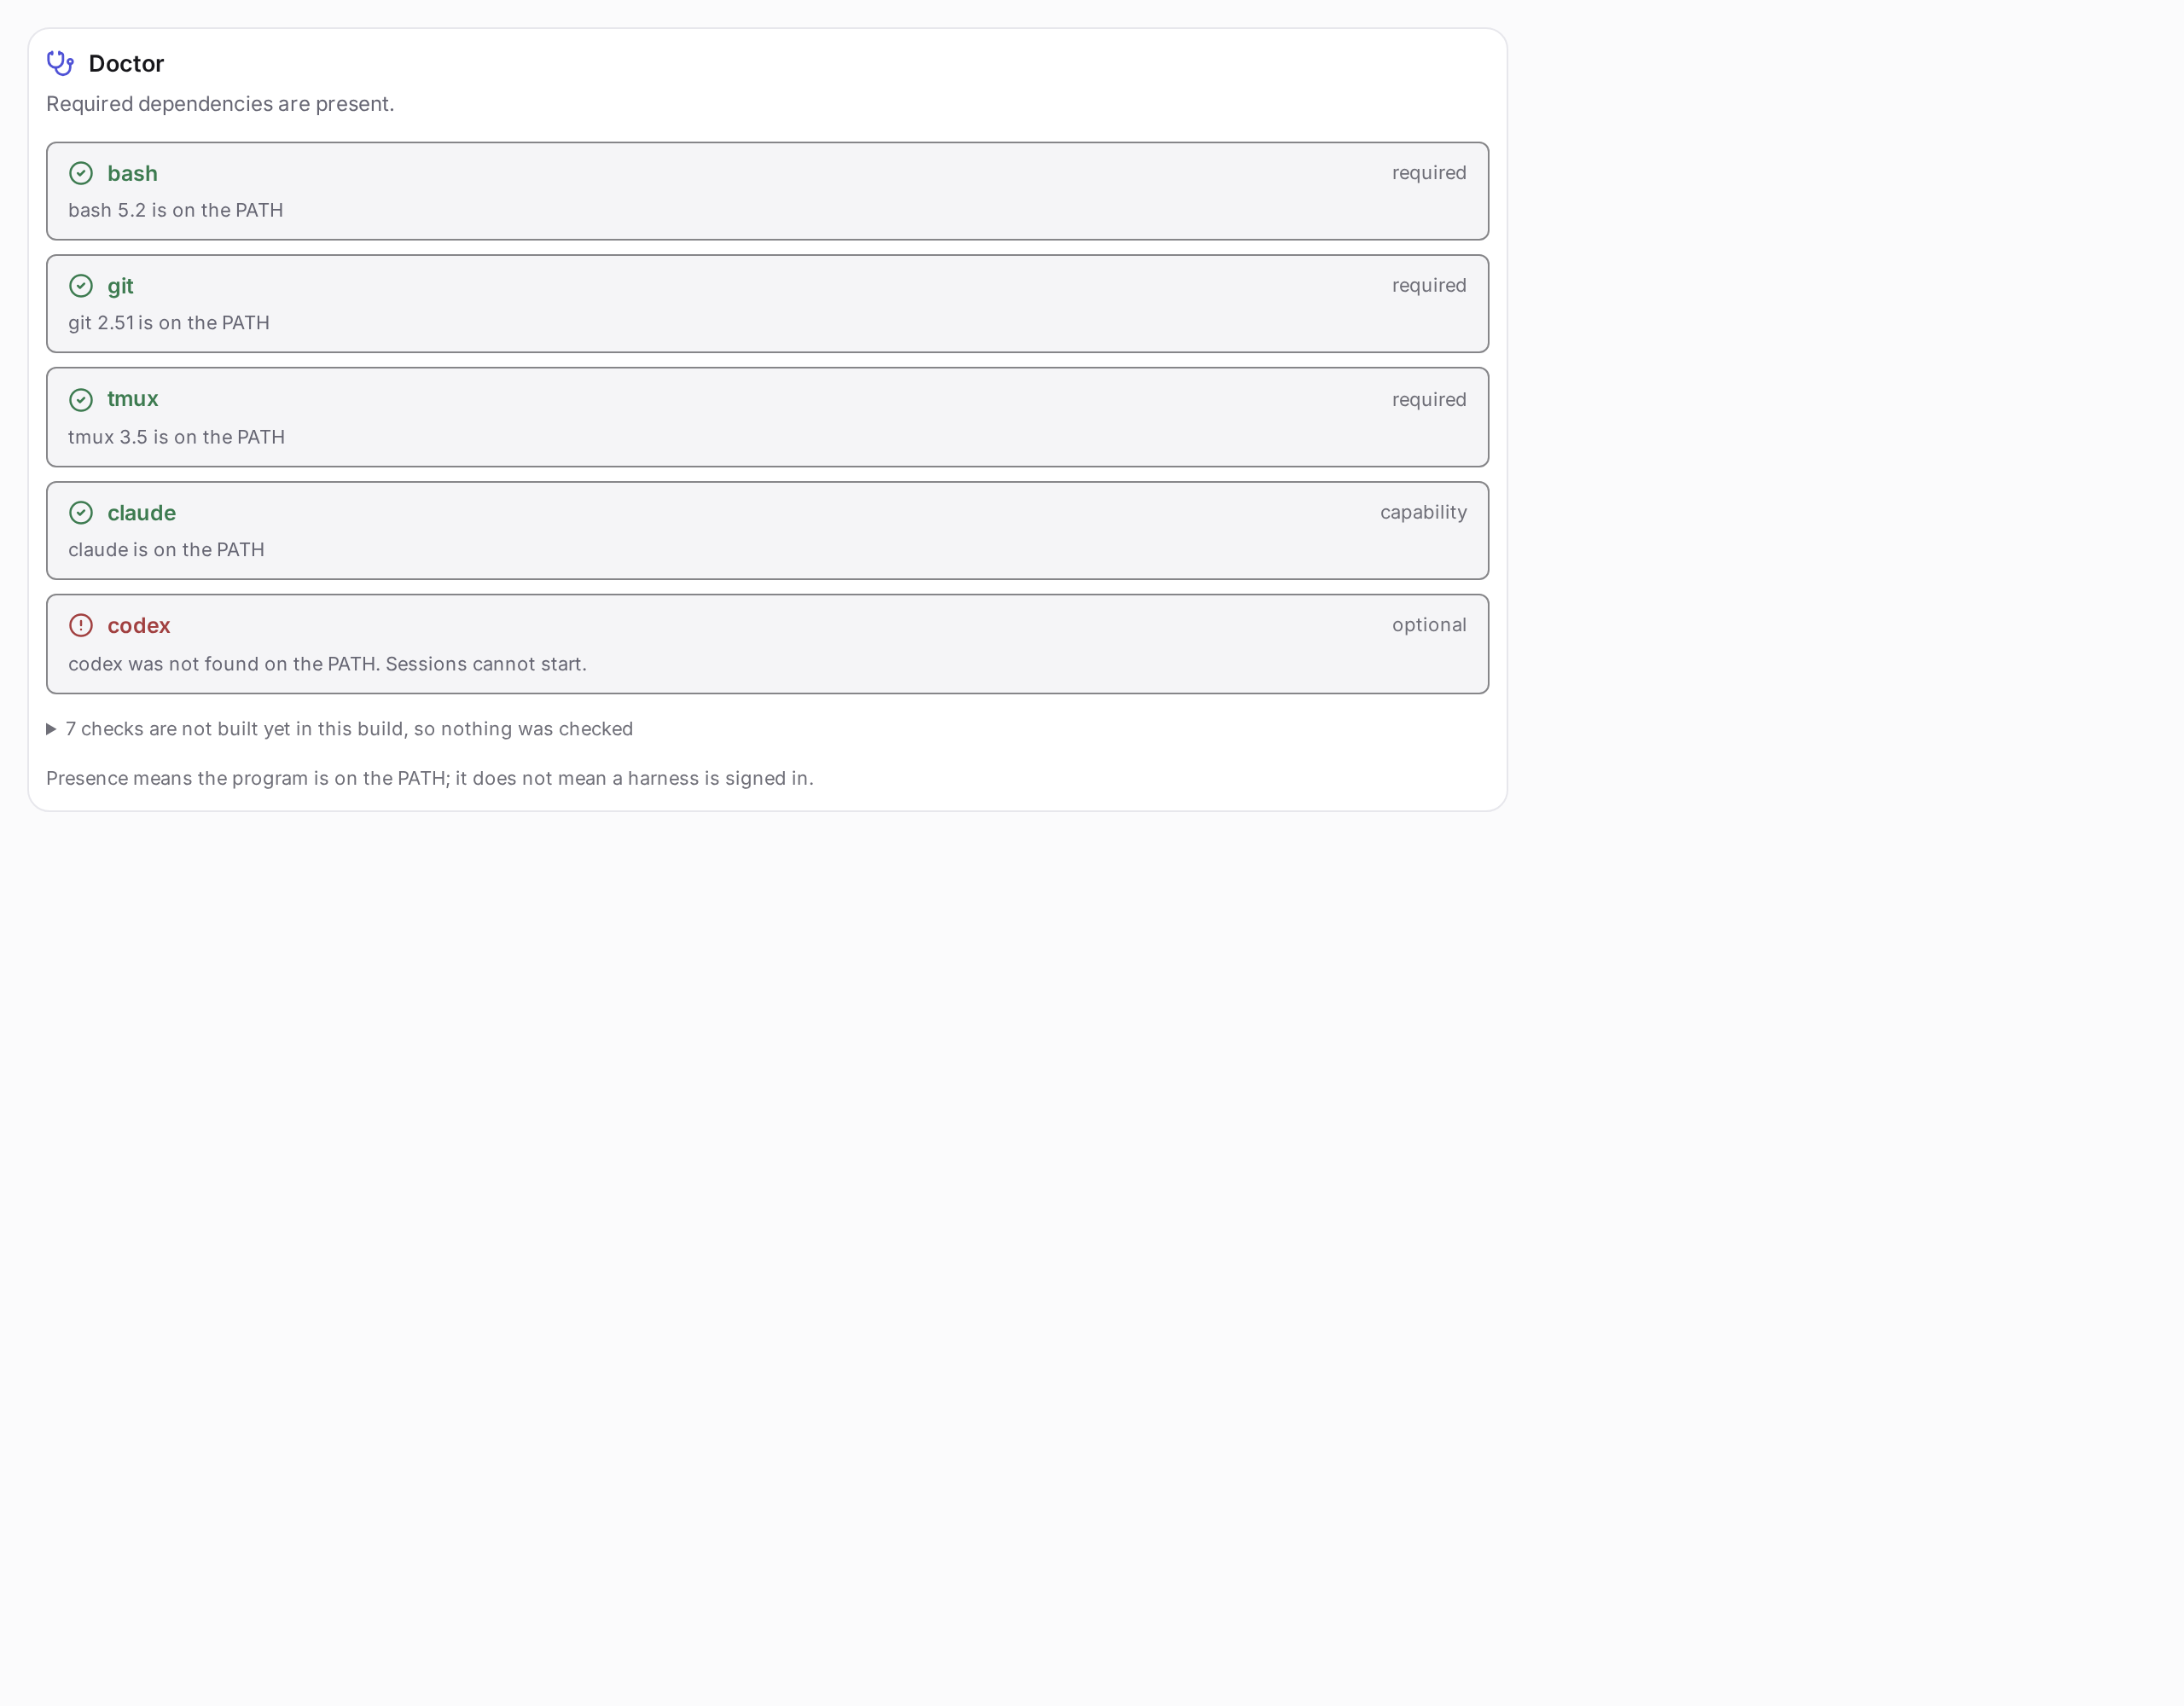 Doctor
Required dependencies are present.
bash required
bash 5.2 is on the PATH
git required
git 2.51 is on the PATH
tmux required
tmux 3.5 is on the PATH
claude capability
claude is on the PATH
codex optional
codex was not found on the PATH. Sessions cannot start.
7 checks are not built yet in this build, so nothing was checked
Presence means the program is on the PATH; it does not mean a harness is signed in.